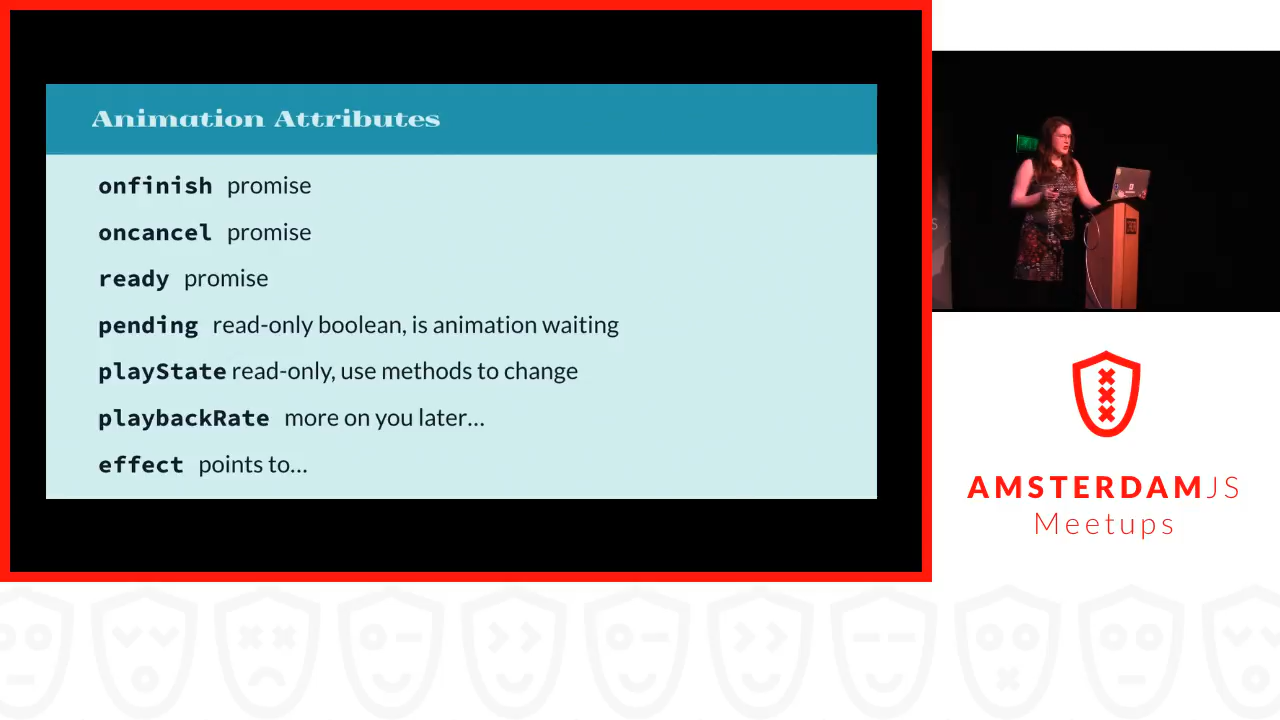 Animation Attributes
onfinish promise
oncancel promise
ready promise
pending read-only boolean, is animation waiting
playState read-only, use methods to change
playbackRate more on you later...
effect points to...
S
AMSTERDAMJS
Meetups